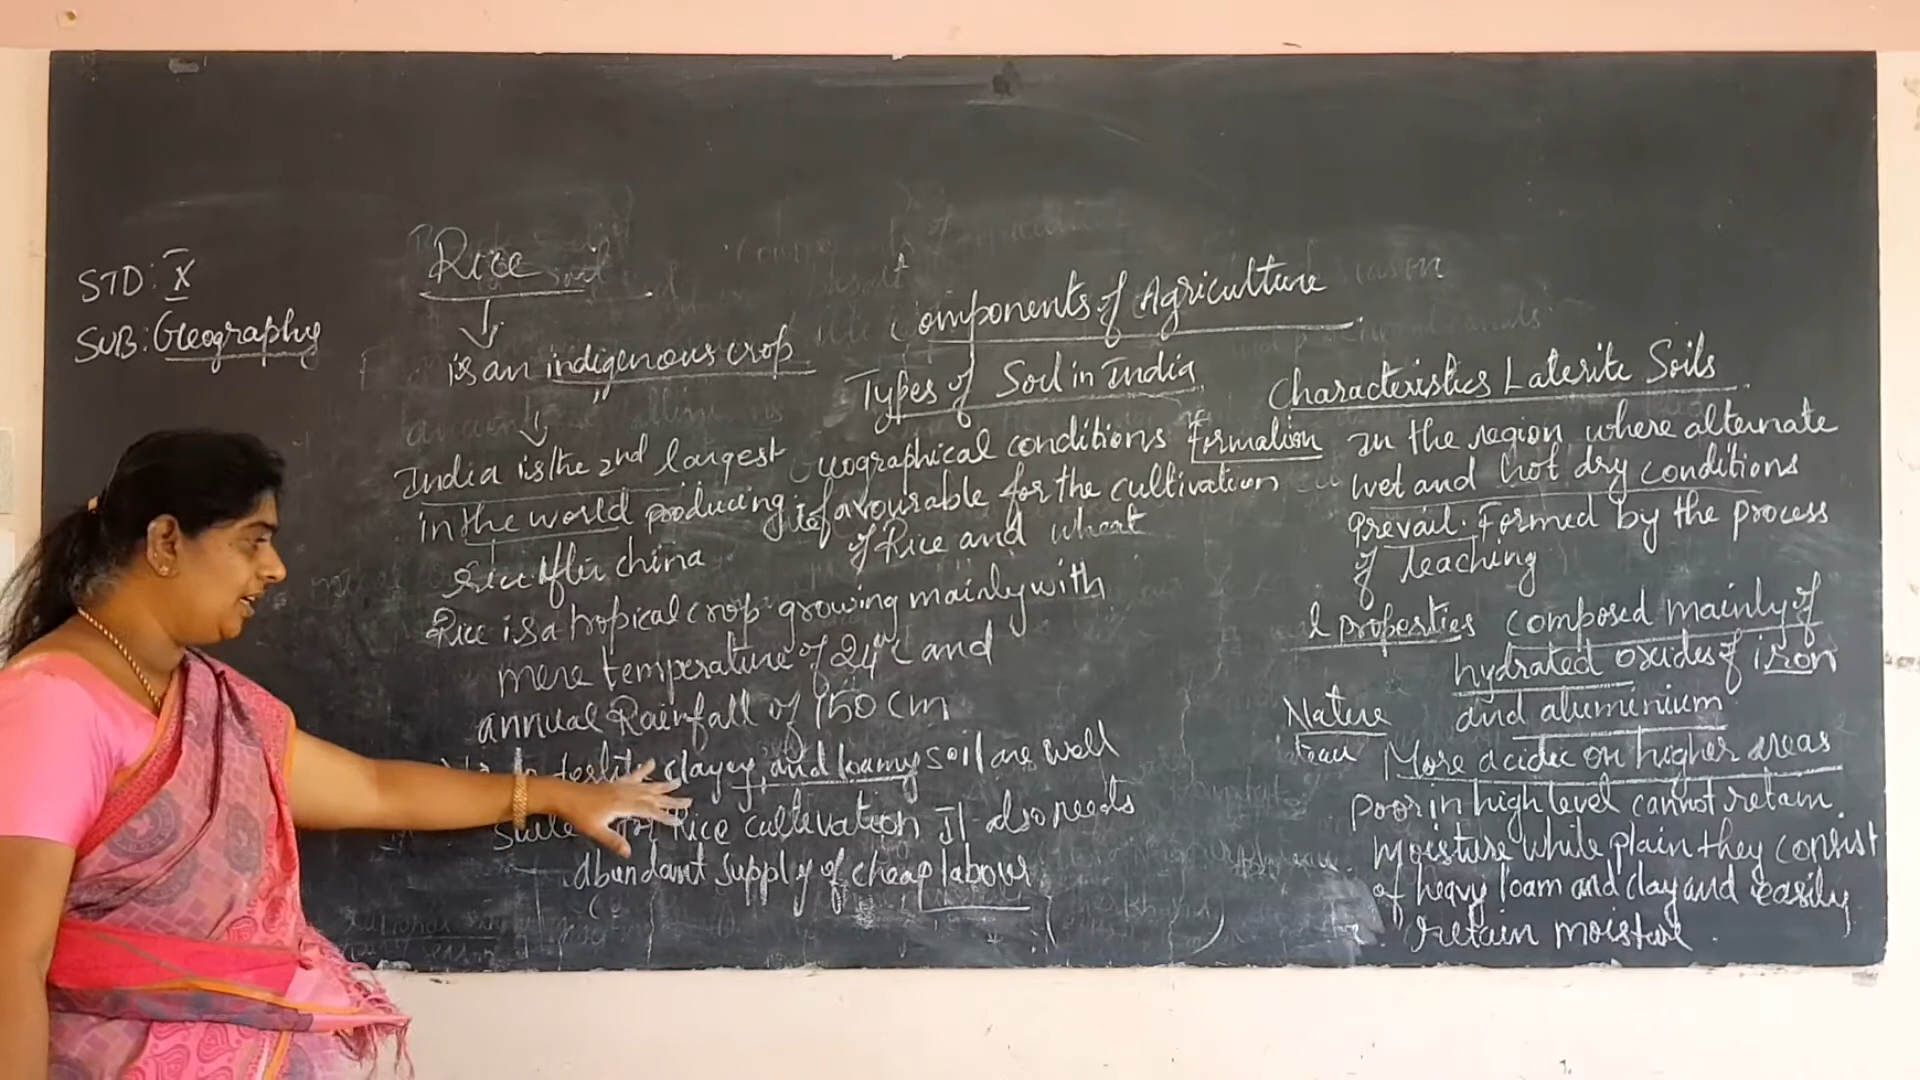 STD: X
SUB: Geography
Rice
is an indigenous crop
India is the 2nd largest
in the world producing
rice after china
Rice is a tropical crop growing mainly with
mere temperature of 24°C and
annual Rainfall of 150 cm
clayey and loamy soil are well
Rice cultivation It also needs
abundant supply of cheap labour
Components of Agriculture
Types of Soil in India
Geographical conditions
favourable for the cultivation
of Rice and wheat
Characteristics Laterite Soils
Formation In the region where alternate
wet and hot dry conditions
prevail. Formed by the process
of leaching
properties composed mainly of
hydrated oxides of iron
and aluminium
Nature
More acidic on higher areas
poor in high level cannot retain
moisture while plain they consist
of heavy loam and clay and easily
retain moisture.